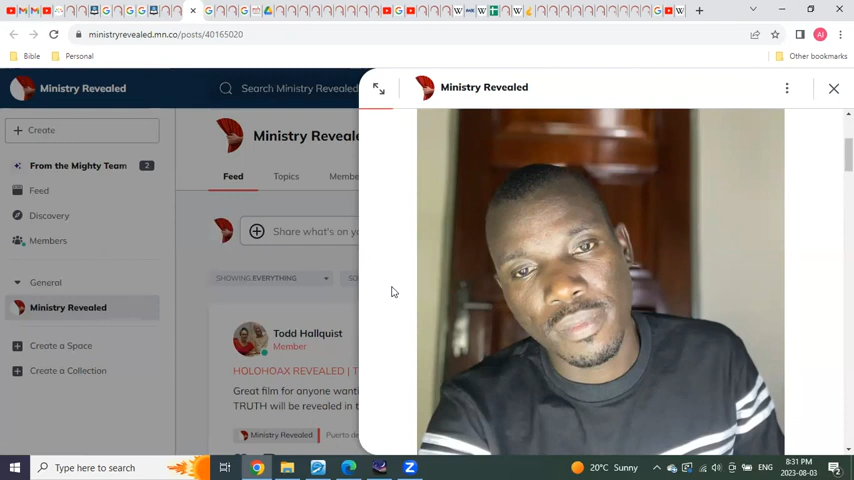 ministryrevealed.mn.co/posts/40165020
AI
Bible
Personal
Other bookmarks
Ministry Revealed
Search Ministry Revealed
Ministry Revealed
Create
Ministry Reveale
From the Mighty Team
2
Feed
Topics
Membe
Feed
Discovery
Share what's on yo
Members
General
SHOWING: EVERYTHING
SO
Ministry Revealed
Todd Hallquist
Member
Create a Space
HOLOHOAX REVEALED | T
Create a Collection
Great film for anyone wanti
TRUTH will be revealed in t
Ministry Revealed
Puerto de
Type here to search
20°C Sunny
ENG
8:31 PM
2023-08-03
2